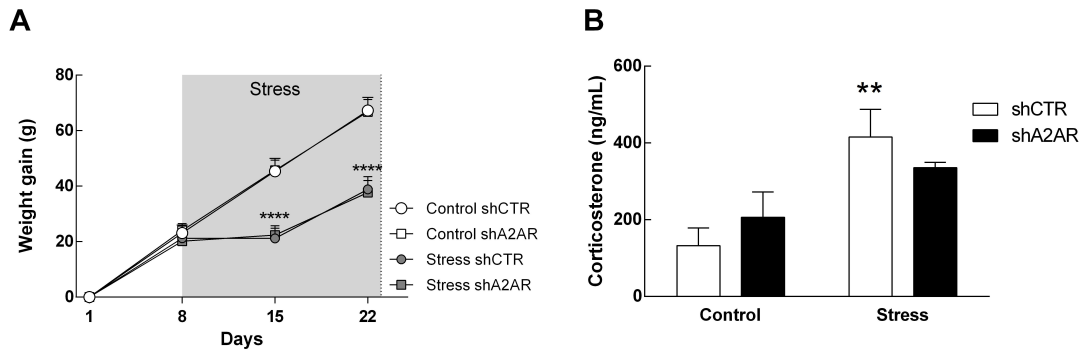 A
Weight gain (g)
80
60
40
20
0
Stress
****
****
1
8
15
22
Days
Control shCTR
Control shA2AR
Stress shCTR
Stress shA2AR
B
Corticosterone (ng/mL)
600
400
200
0
**
Control
Stress
shCTR
shA2AR